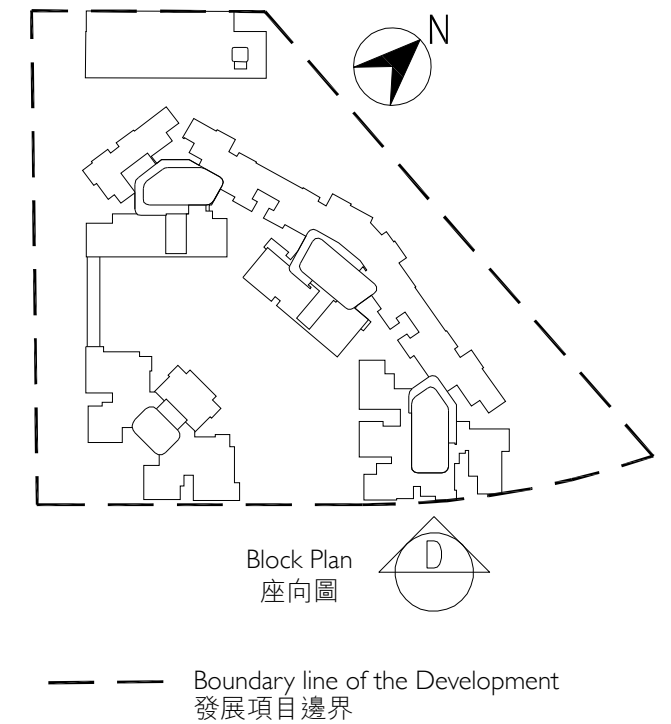 N
Block Plan
座向圖
D
Boundary line of the Development
發展項目邊界